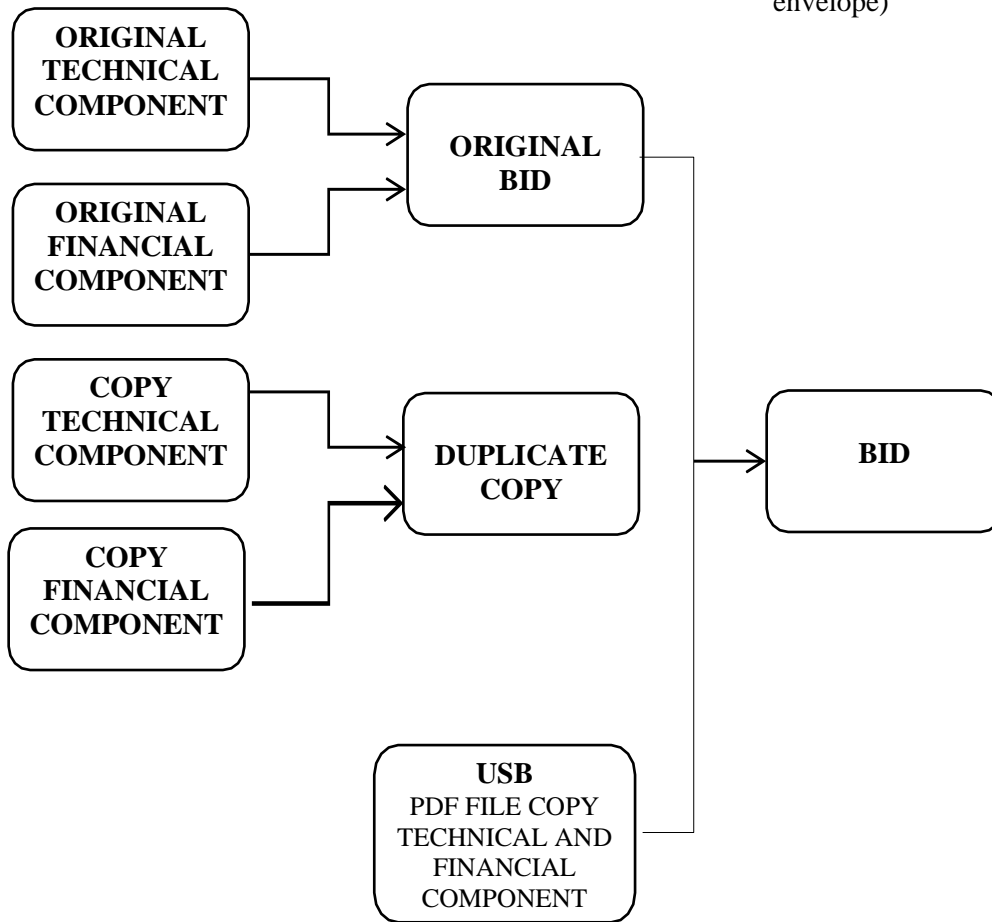 envelope)
ORIGINAL
TECHNICAL
COMPONENT
ORIGINAL
BID
ORIGINAL
FINANCIAL
COMPONENT
COPY
TECHNICAL
COMPONENT
DUPLICATE
COPY
BID
COPY
FINANCIAL
COMPONENT
USB
PDF FILE COPY
TECHNICAL AND
FINANCIAL
COMPONENT